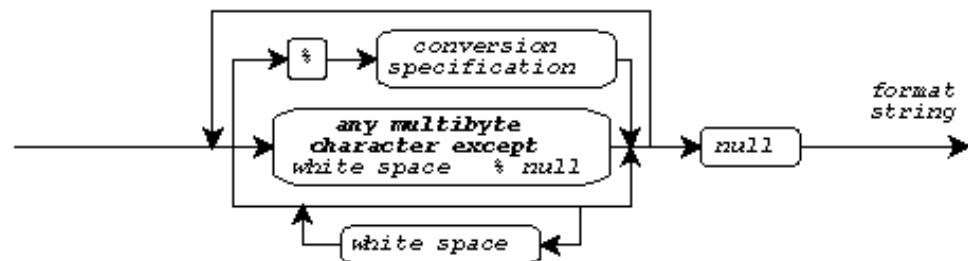 % conversion
specification
format
string
any multibyte
character except
white space % null
null
white space